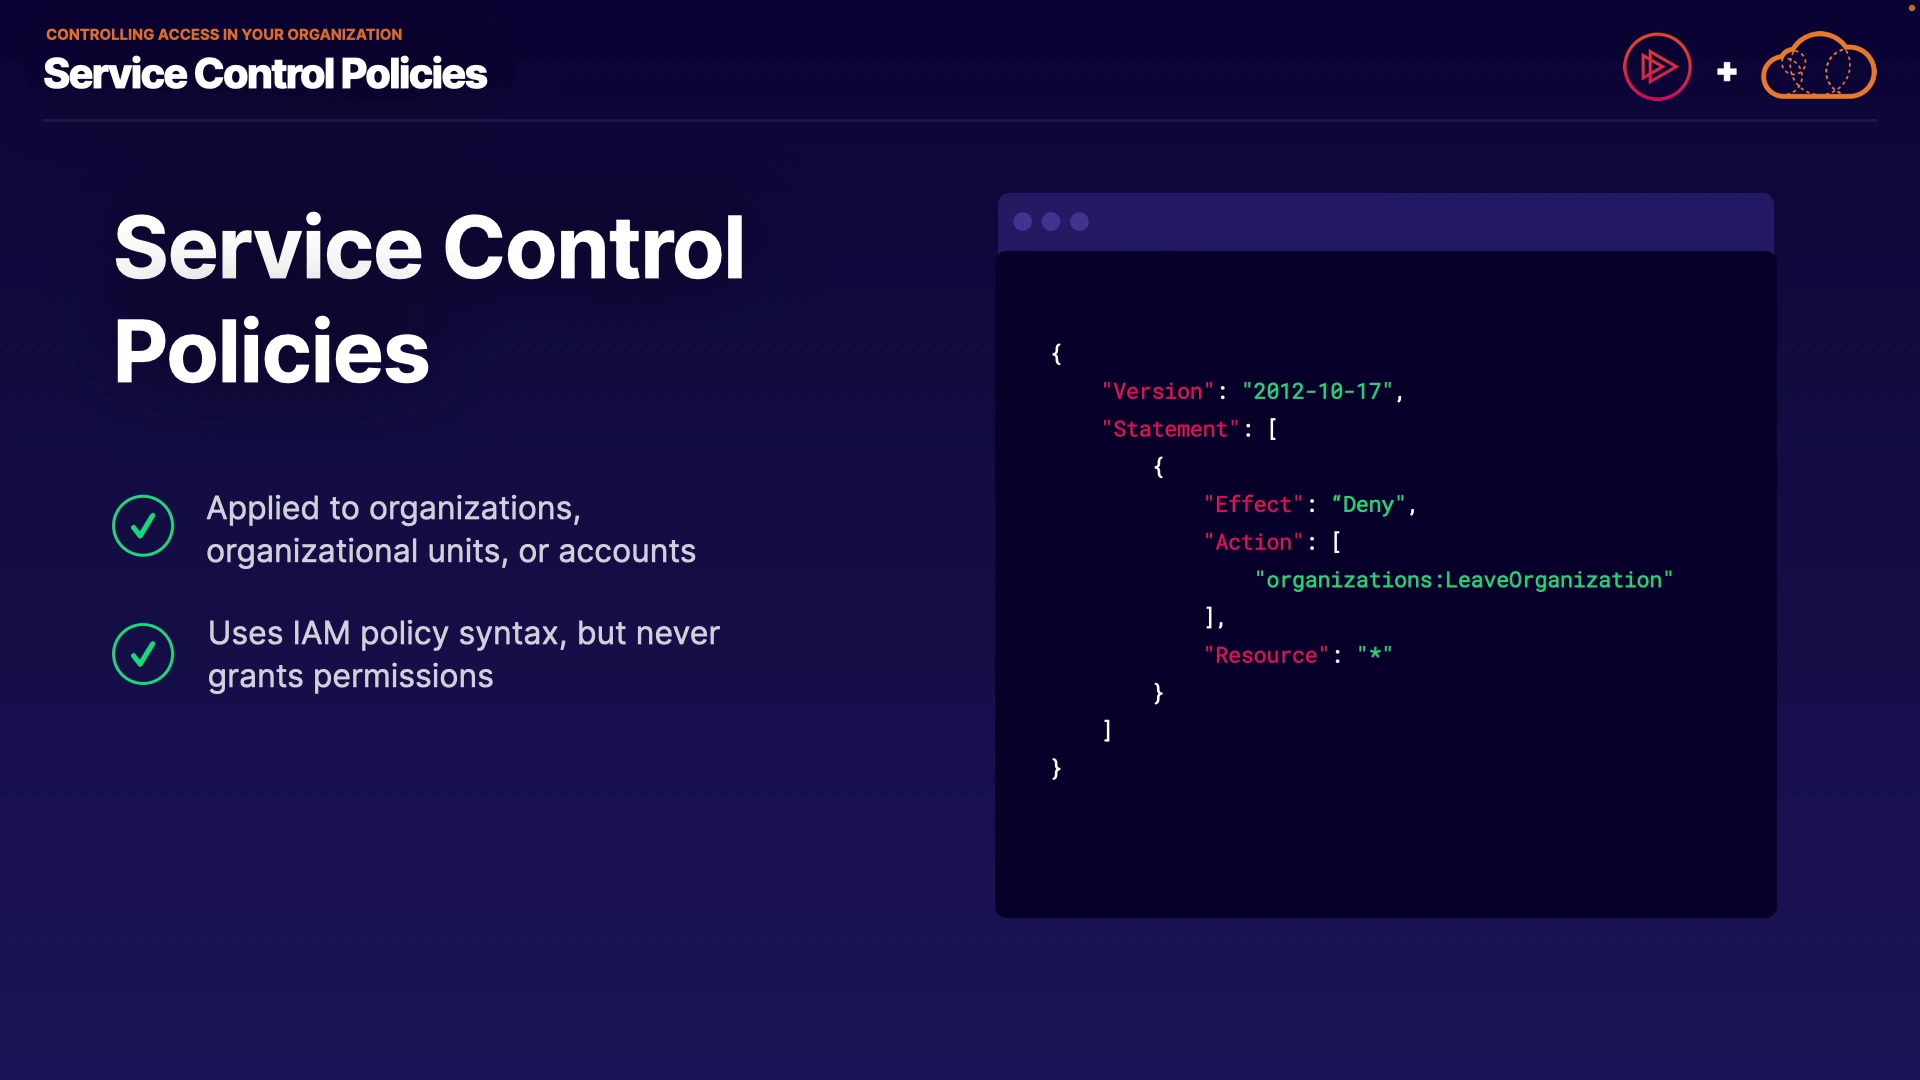 CONTROLLING ACCESS IN YOUR ORGANIZATION
Service Control Policies
Service Control
Policies
Applied to organizations,
organizational units, or accounts
Uses IAM policy syntax, but never
grants permissions
{
"Version": "2012-10-17",
"Statement": [
{
"Effect": “Deny",
"Action": [
"organizations:LeaveOrganization"
],
"Resource": "*"
}
]
}